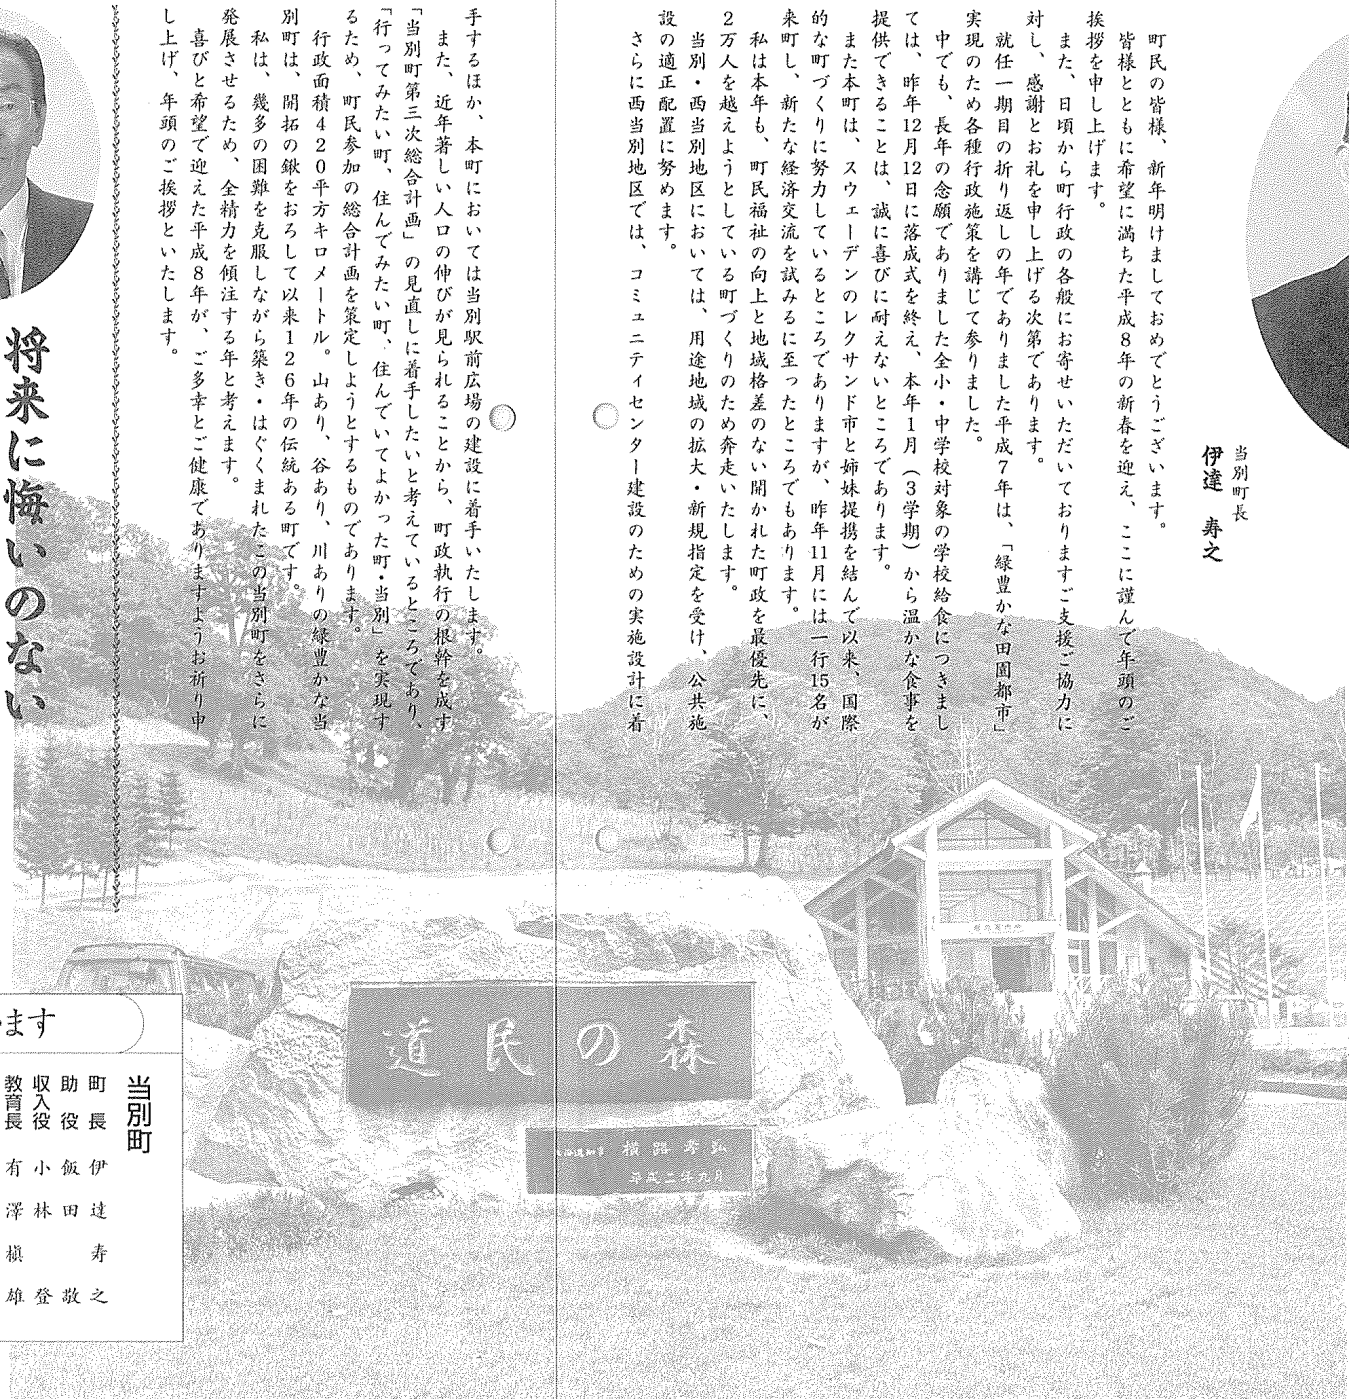 当別町長
伊達　寿之
町民の皆様、新年明けましておめでとうございます。
皆様とともに希望に満ちた平成８年の新春を迎え、ここに謹んで年頭のご
挨拶を申し上げます。
また、日頃から町行政の各般にお寄せいただいておりますご支援ご協力に
対し、感謝とお礼を申し上げる次第であります。
就任一期目の折り返しの年でありました平成７年は、「緑豊かな田園都市」
実現のため各種行政施策を講じて参りました。
中でも、長年の念願でありました全小・中学校対象の学校給食につきまし
ては、昨年12月12日に落成式を終え、本年１月（３学期）から温かな食事を
提供できることは、誠に喜びに耐えないところであります。
また本町は、スウェーデンのレクサンド市と姉妹提携を結んで以来、国際
的な町づくりに努力しているところでありますが、昨年11月には一行15名が
来町し、新たな経済交流を試みるに至ったところでもあります。
私は本年も、町民福祉の向上と地域格差のない開かれた町政を最優先に、
２万人を越えようとしている町づくりのため奔走いたします。
当別・西当別地区においては、用途地域の拡大・新規指定を受け、公共施
設の適正配置に努めます。
さらに西当別地区では、コミュニティセンター建設のための実施設計に着
手するほか、本町においては当別駅前広場の建設に着手いたします。
また、近年著しい人口の伸びが見られることから、町政執行の根幹を成す
「当別町第三次総合計画」の見直しに着手したいと考えているところであり、
「行ってみたい町、住んでみたい町、住んでいてよかった町・当別」を実現す
るため、町民参加の総合計画を策定しようとするものであります。
行政面積４２０平方キロメートル。山あり、谷あり、川ありの緑豊かな当
別町は、開拓の鍬をおろして以来１２６年の伝統ある町です。
私は、幾多の困難を克服しながら築き・はぐくまれたこの当別町をさらに
発展させるため、全精力を傾注する年と考えます。
喜びと希望で迎えた平成８年が、ご多幸とご健康でありますようお祈り申
し上げ、年頭のご挨拶といたします。
将来に悔いのない
道民の森
横路孝弘
平成二年九月
ます
当別町
町長　伊達寿之
助役　飯田　敬
収入役　小林　登
教育長　有澤槇雄